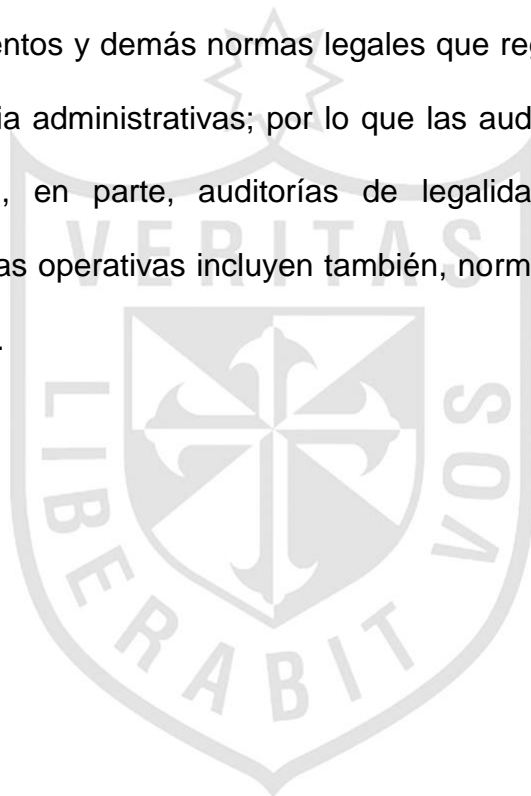 entos y demás normas legales que reg
ia administrativas; por lo que las aud
, en parte, auditorías de legalida
as operativas incluyen también, norm
.
VERITAS
LIBERABIT
VOS